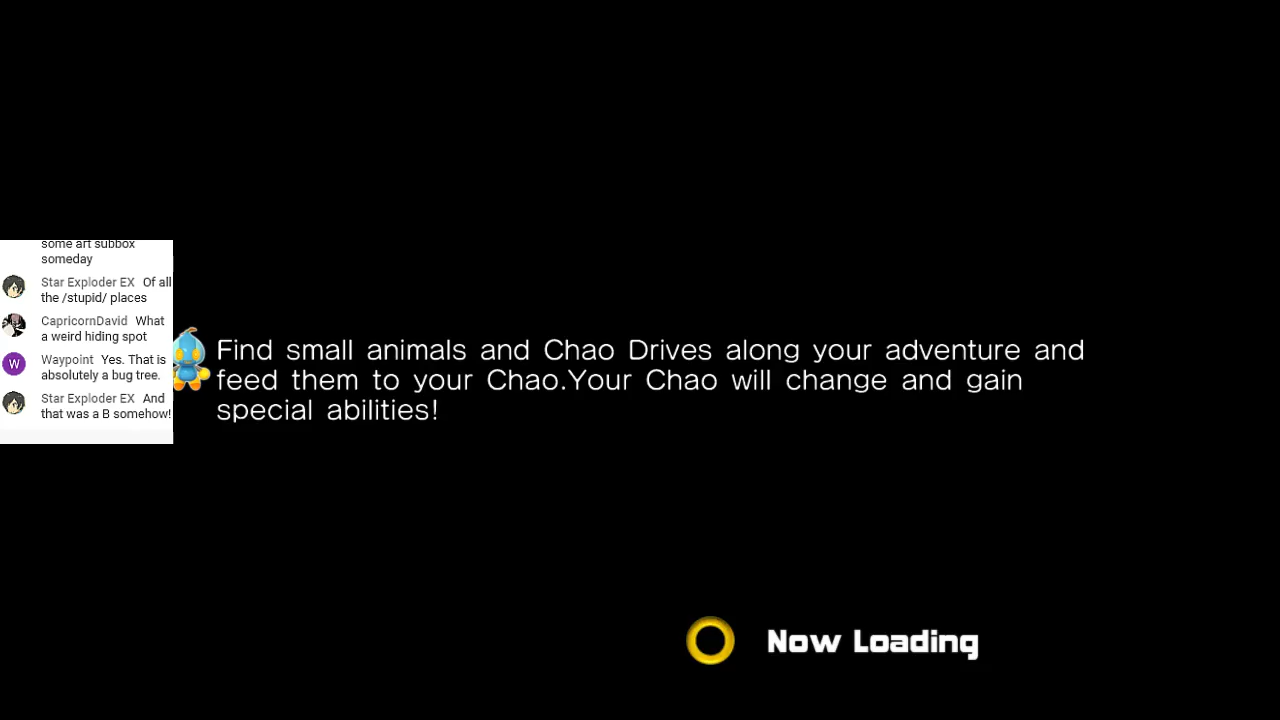 some art subbox
someday
Star Exploder EX Of all
the /stupid/ places
CapricornDavid What
a weird hiding spot
W Waypoint Yes. That is
absolutely a bug tree.
Star Exploder EX And
that was a B somehow!
Find small animals and Chao Drives along your adventure and
feed them to your Chao.Your Chao will change and gain
special abilities!
Now Loading